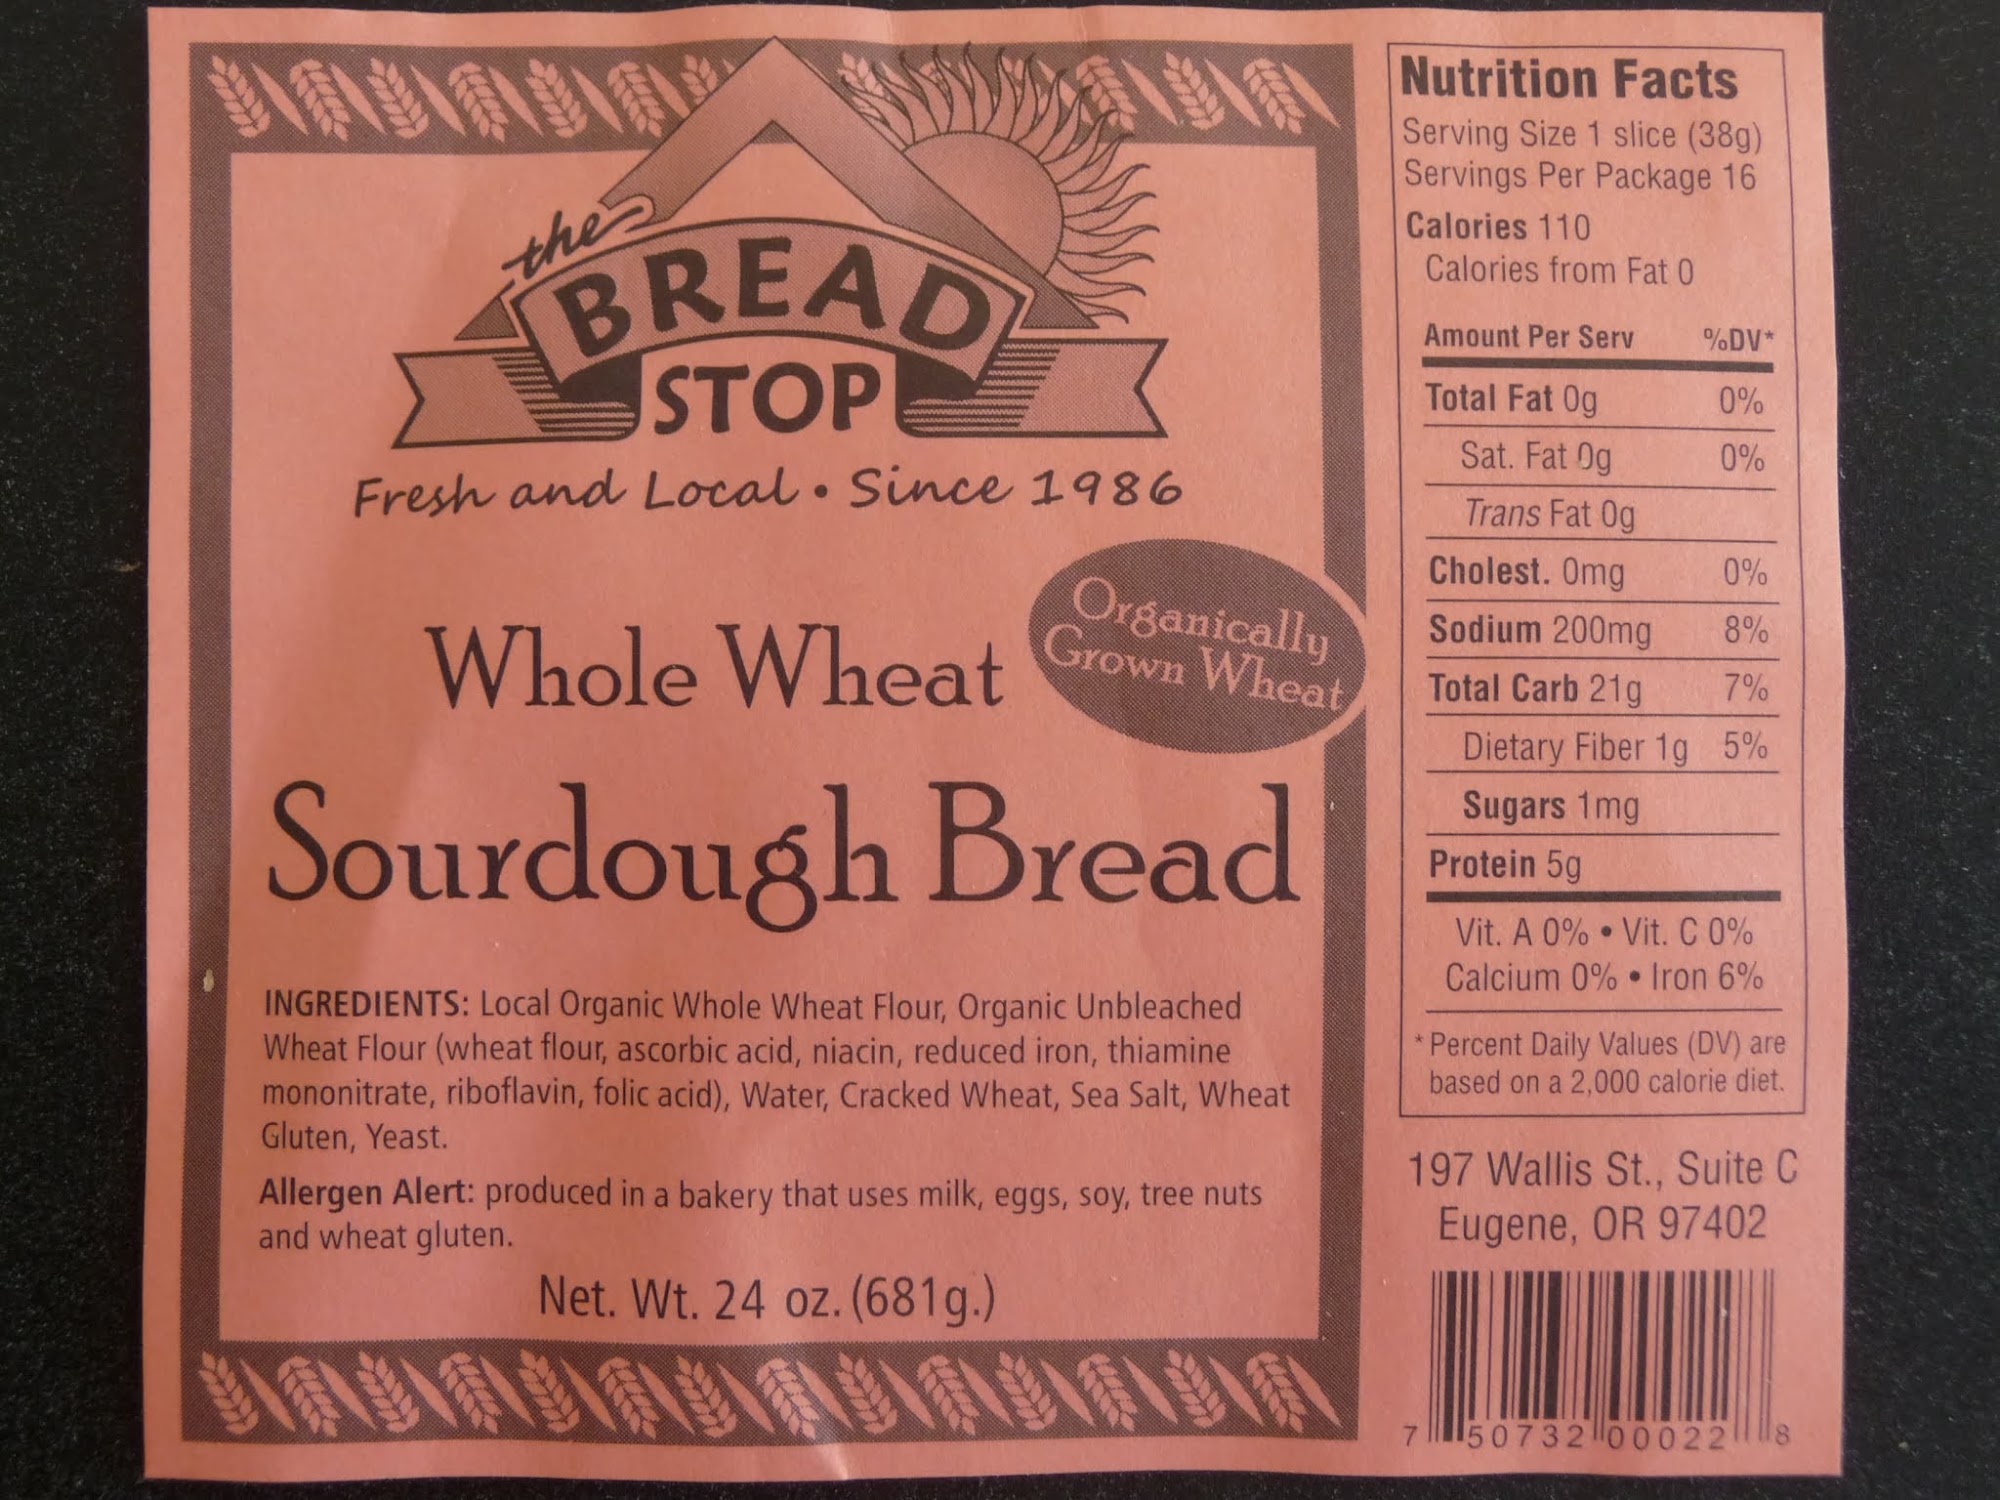 the
BREAD
STOP
Fresh and Local • Since 1986
Organically
Grown Wheat
Whole Wheat
Sourdough Bread
INGREDIENTS: Local Organic Whole Wheat Flour, Organic Unbleached
Wheat Flour (wheat flour, ascorbic acid, niacin, reduced iron, thiamine
mononitrate, riboflavin, folic acid), Water, Cracked Wheat, Sea Salt, Wheat
Gluten, Yeast.
Allergen Alert: produced in a bakery that uses milk, eggs, soy, tree nuts
and wheat gluten.
Net. Wt. 24 oz. (681g.)
Nutrition Facts
Serving Size 1 slice (38g)
Servings Per Package 16
Calories 110
Calories from Fat 0
Amount Per Serv %DV*
Total Fat 0g 0%
Sat. Fat 0g 0%
Trans Fat 0g
Cholest. 0mg 0%
Sodium 200mg 8%
Total Carb 21g 7%
Dietary Fiber 1g 5%
Sugars 1mg
Protein 5g
Vit. A 0% • Vit. C 0%
Calcium 0% • Iron 6%
* Percent Daily Values (DV) are
based on a 2,000 calorie diet.
197 Wallis St., Suite C
Eugene, OR 97402
7 50732 00022 8